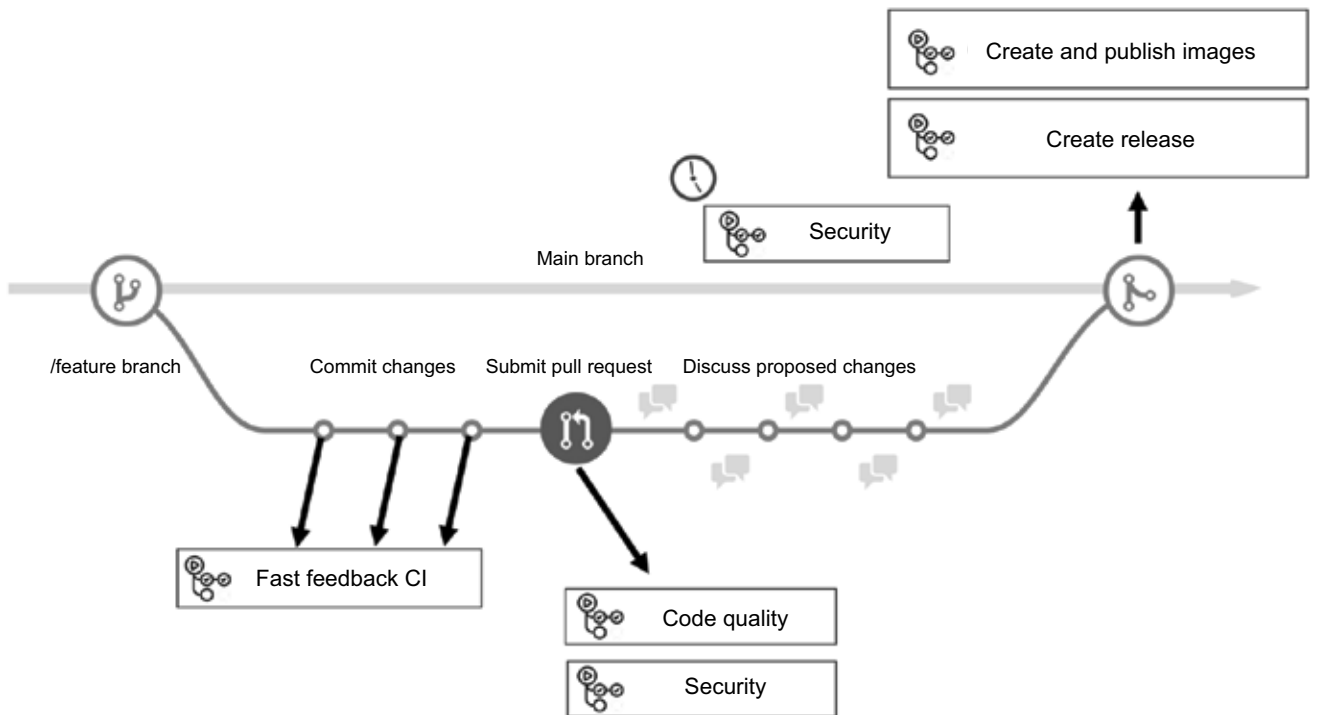 Create and publish images
Create release
Security
Main branch
/feature branch
Commit changes
Submit pull request
Discuss proposed changes
Fast feedback CI
Code quality
Security